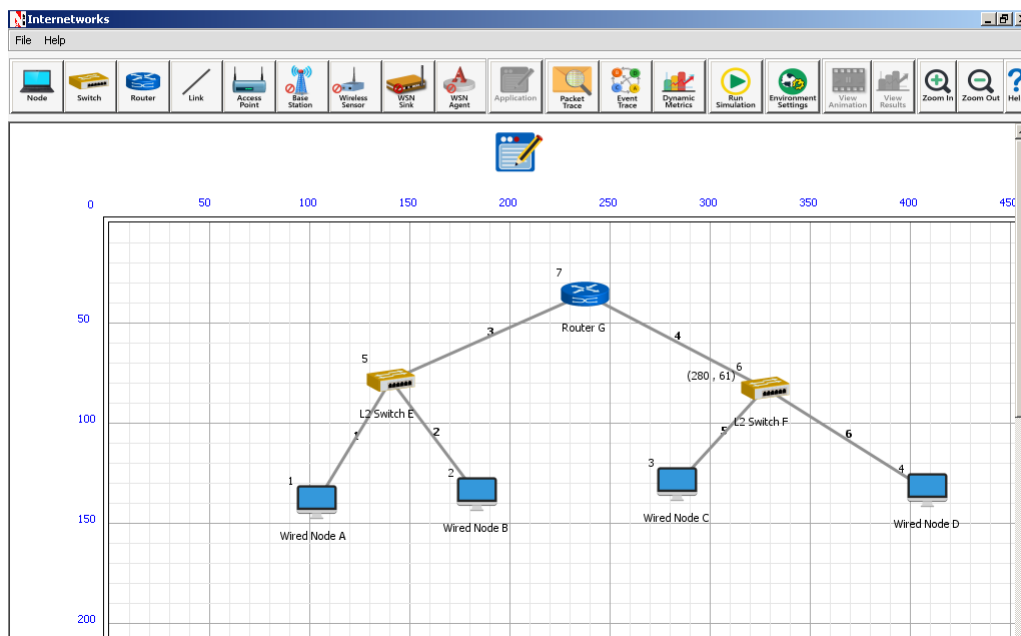 Internetworks
File Help
Node Switch Router Link Access Point Base Station Wireless Sensor WSN Sink WSN Agent Application Packet Trace Event Trace Dynamic Metrics Run Simulation Environment Settings View Animation View Results Zoom In Zoom Out Hel
0 50 100 150 200 250 300 350 400 450
7
50
Router G
3 4
5 6
(280 , 61)
L2 Switch E
100
L2 Switch F
1 2 5 6
1 2 3 4
150
Wired Node A
Wired Node B
Wired Node C
Wired Node D
200